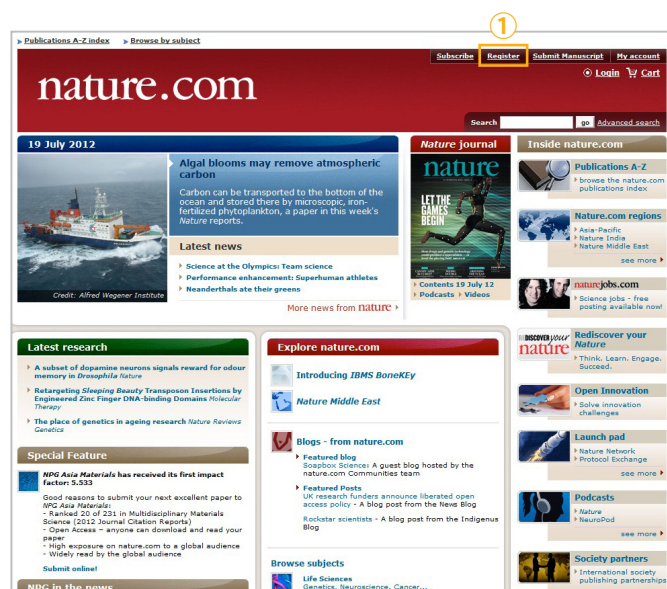 ①
Publications A-Z index
Browse by subject
Subscribe Register Submit Manuscript My account
Login Cart
nature.com
Search go Advanced search
19 July 2012
Algal blooms may remove atmospheric
carbon
Carbon can be transported to the bottom of the
ocean and stored there by microscopic, iron-
fertilized phytoplankton, a paper in this week's
Nature reports.
Latest news
Science at the Olympics: Team science
Performance enhancement: Superhuman athletes
Neanderthals ate their greens
Credit: Alfred Wegener Institute
More news from nature
Nature journal
nature
LET THE
GAMES
BEGIN
Contents 19 July 12
Podcasts Videos
Inside nature.com
Publications A-Z
browse the nature.com
publications index
Nature.com regions
Asia-Pacific
Nature India
Nature Middle East
see more
naturejobs.com
Science jobs - free
posting available now!
REDISCOVER your
nature
Rediscover your
Nature
Think. Learn. Engage.
Succeed.
Open Innovation
Solve innovation
challenges
Launch pad
Nature Network
Protocol Exchange
see more
Podcasts
Nature
NeuroPod
see more
Society partners
International society
publishing partnerships
Latest research
A subset of dopamine neurons signals reward for odour
memory in Drosophila Nature
Retargeting Sleeping Beauty Transposon Insertions by
Engineered Zinc Finger DNA-binding Domains Molecular
Therapy
The place of genetics in ageing research Nature Reviews
Genetics
Special Feature
NPG Asia Materials has received its first impact
factor: 5.533
Good reasons to submit your next excellent paper to
NPG Asia Materials:
- Ranked 20 of 231 in Multidisciplinary Materials
Science (2012 Journal Citation Reports)
- Open Access – anyone can download and read your
paper
- High exposure on nature.com to a global audience
- Widely read by the global audience
Submit online!
NPG in the news
Explore nature.com
Introducing IBMS BoneKEy
Nature Middle East
Blogs - from nature.com
Featured blog
Soapbox Science: A guest blog hosted by the
nature.com Communities team
Featured Posts
UK research funders announce liberated open
access policy - A blog post from the News Blog
Rockstar scientists - A blog post from the Indigenus
Blog
Browse subjects
Life Sciences
Genetics, Neuroscience, Cancer...